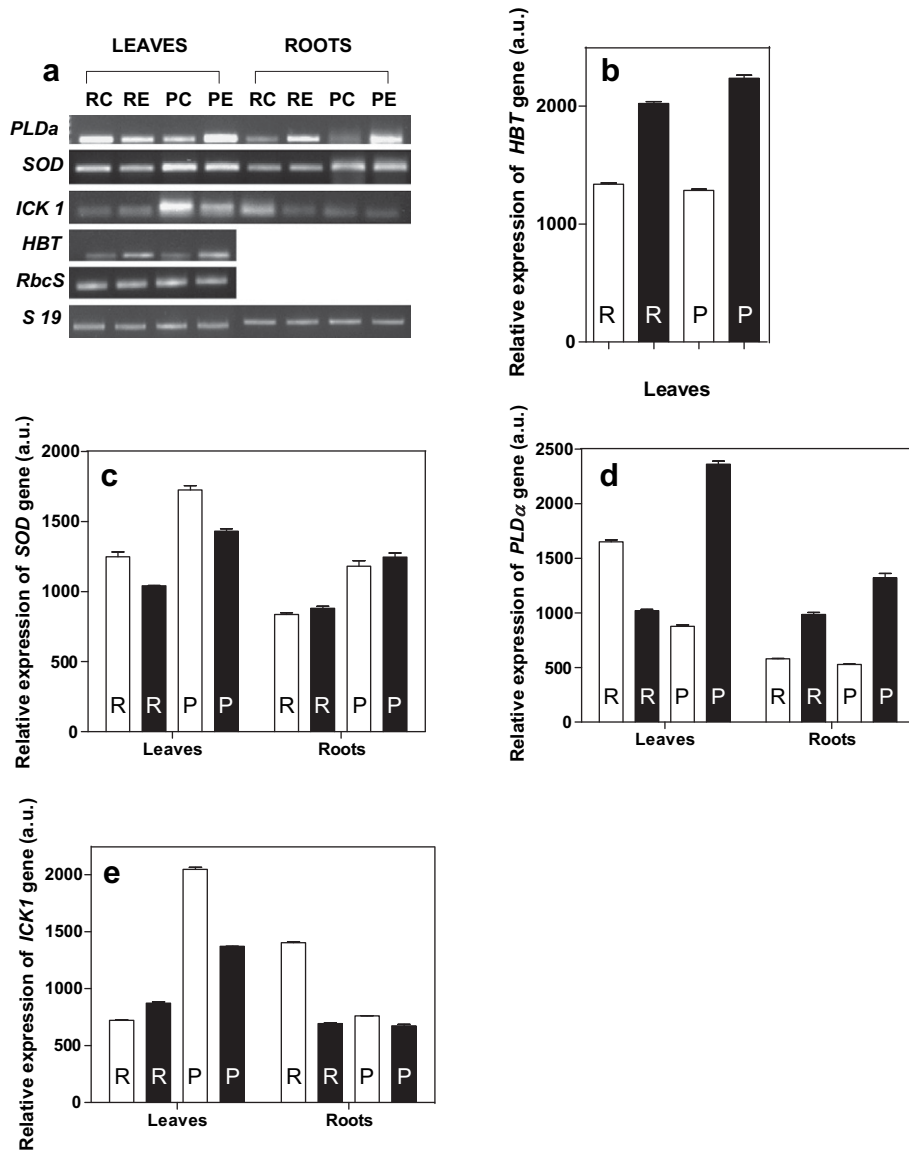 a
LEAVES ROOTS
RC RE PC PE RC RE PC PE
PLDa
SOD
ICK 1
HBT
RbcS
S 19
b
Relative expression of HBT gene (a.u.)
2000
1000
0
R R P P
Leaves
c
Relative expression of SOD gene (a.u.)
2000
1500
1000
500
0
R R P P R R P P
Leaves Roots
d
Relative expression of PLDα gene (a.u.)
2500
2000
1500
1000
500
0
R R P P R R P P
Leaves Roots
e
Relative expression of ICK1 gene (a.u.)
2000
1500
1000
500
0
R R P P R R P P
Leaves Roots